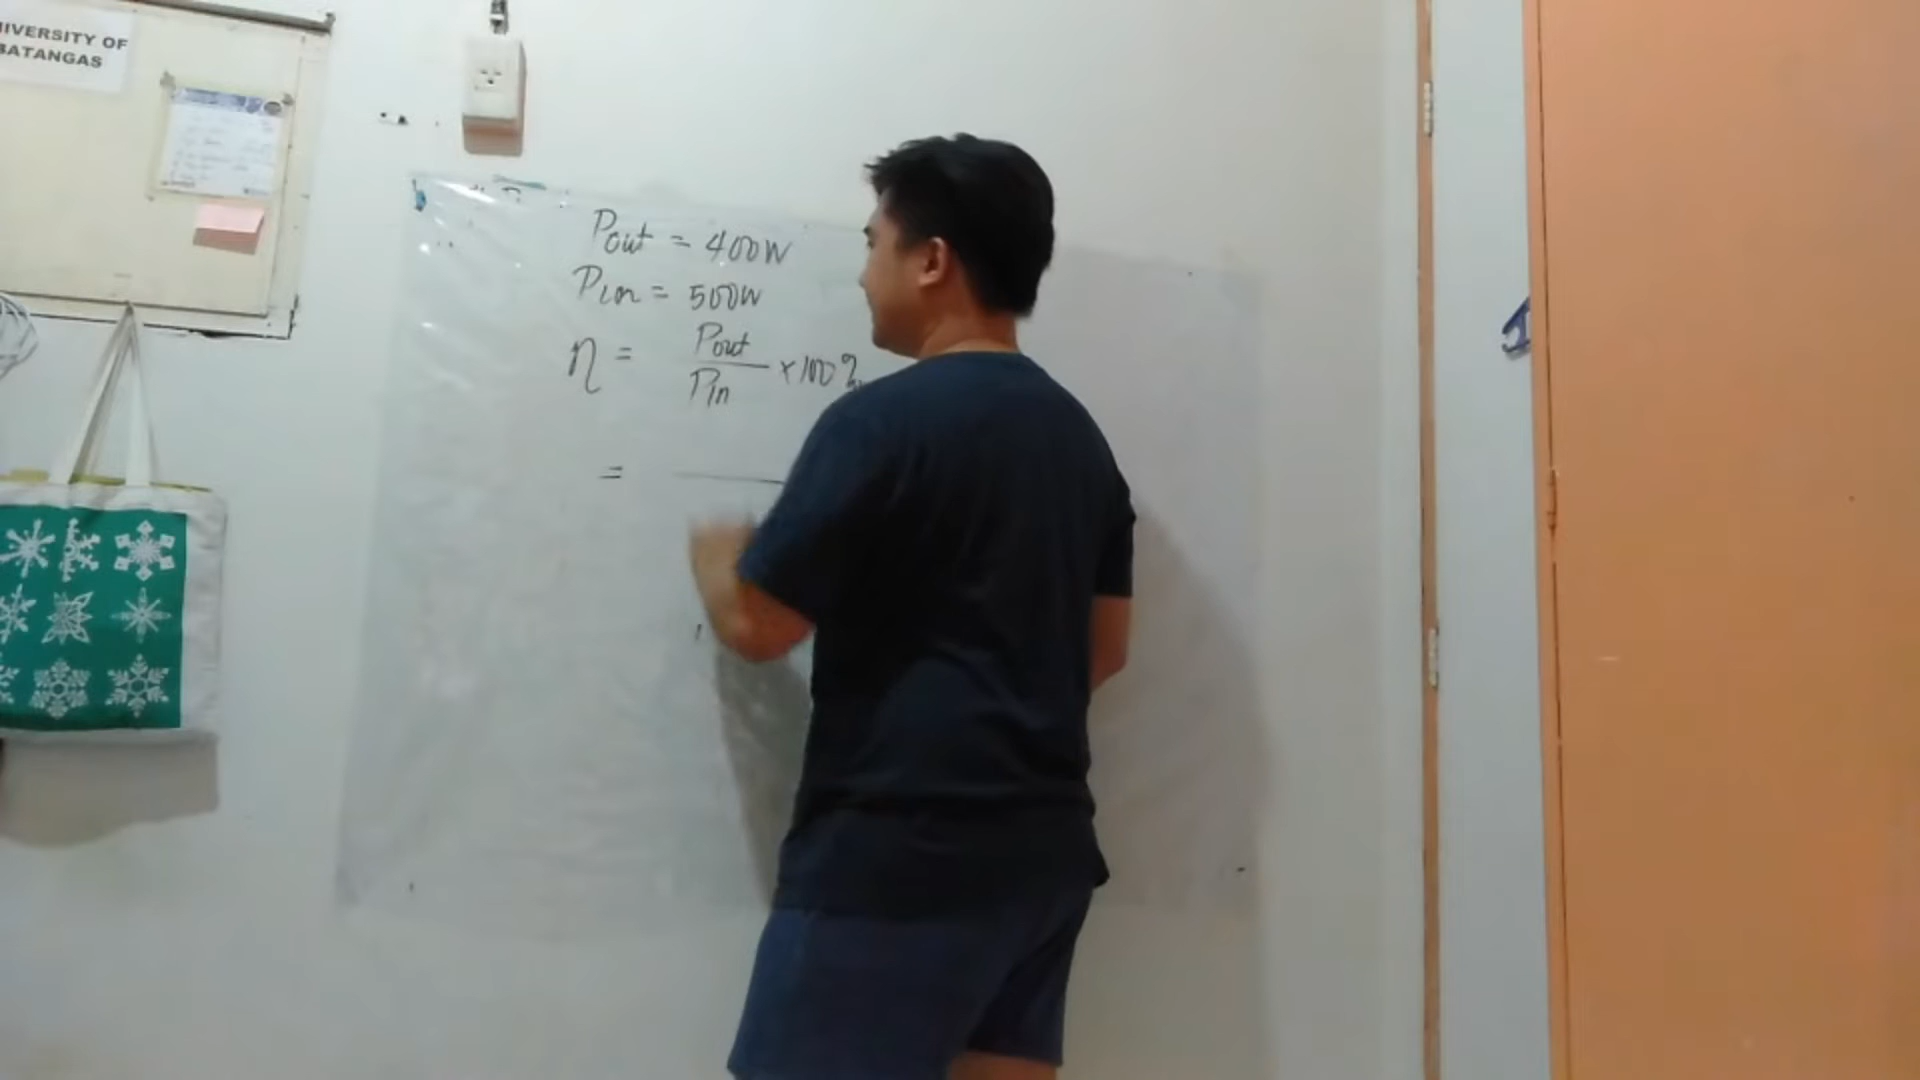 UNIVERSITY OF
BATANGAS
Pout = 400W
Pin = 500W
η = Pout / Pin × 100%
=